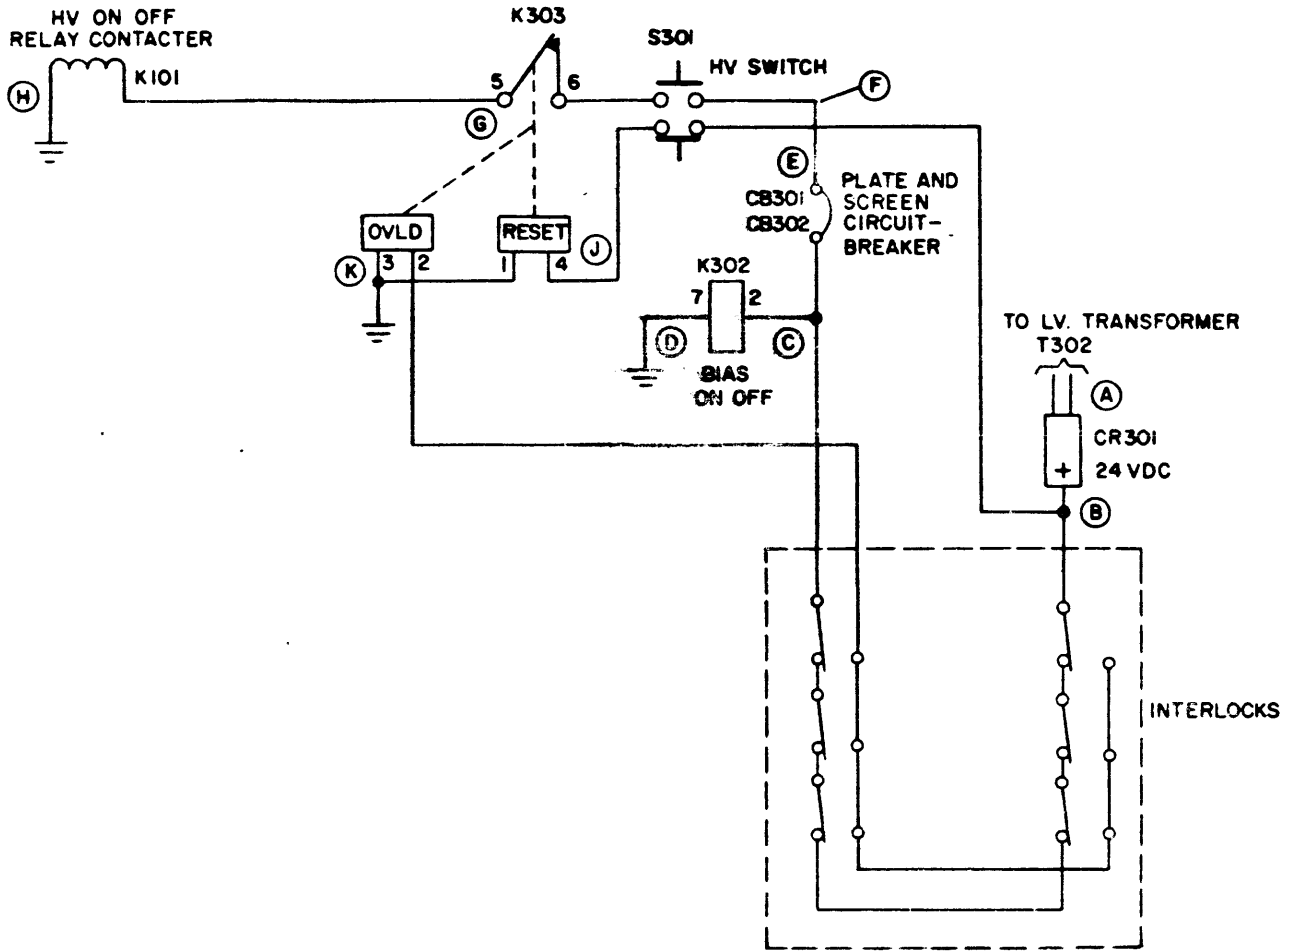 HV ON OFF
RELAY CONTACTER
K101
H
K303
5
6
G
S301
HV SWITCH
F
E
CB301
CB302
PLATE AND
SCREEN
CIRCUIT-
BREAKER
OVLD
3 2
K
RESET
1 4
J
K302
7 2
D
C
BIAS
ON OFF
TO LV. TRANSFORMER
T302
A
CR301
+
24 VDC
B
INTERLOCKS